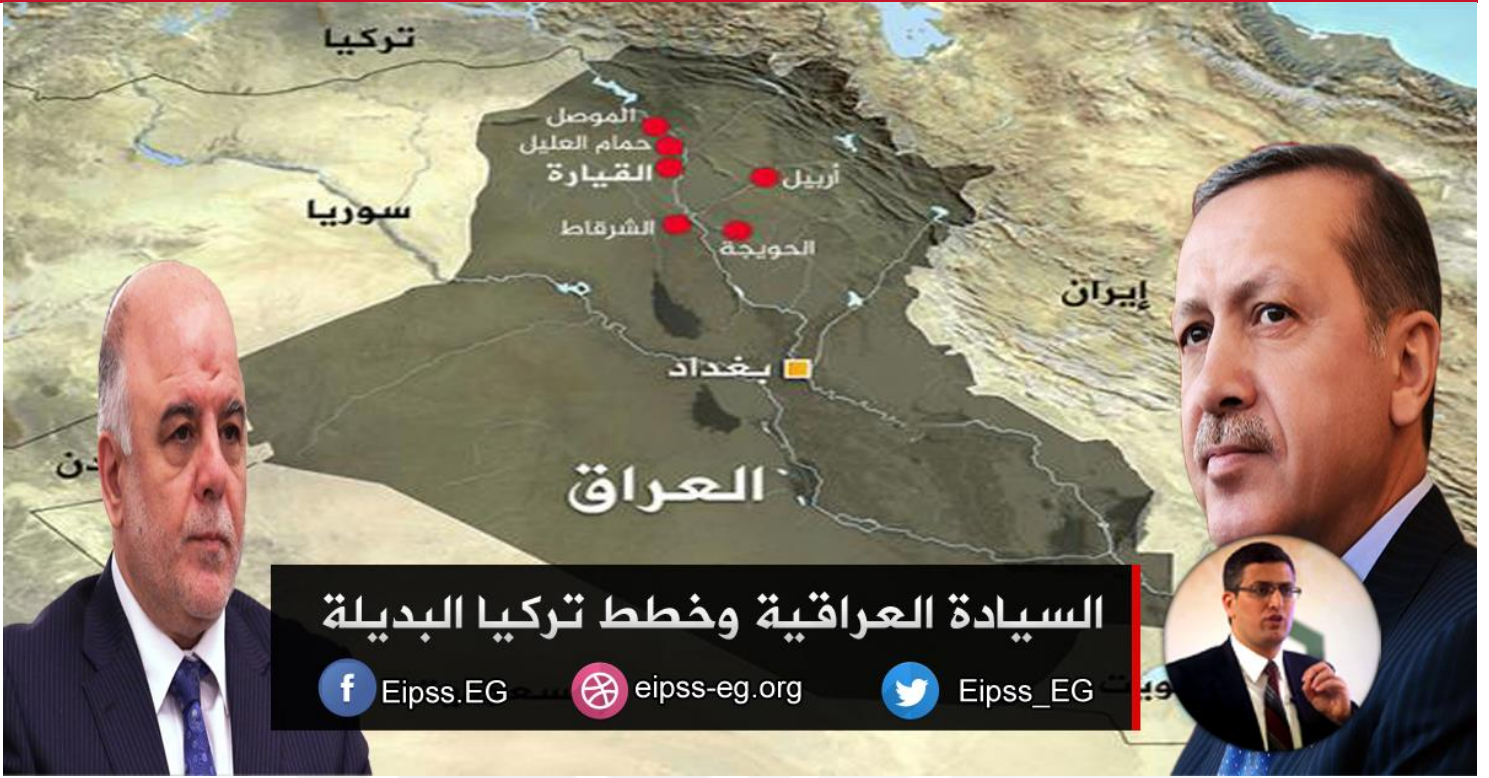 تركيا
الموصل
حمام العليل
القيارة
أربيل
سوريا
الشرقاط
الحويجة
إيران
بغداد
العراق
السيادة العراقية وخطط تركيا البديلة
Eipss.EG
eipss-eg.org
Eipss_EG